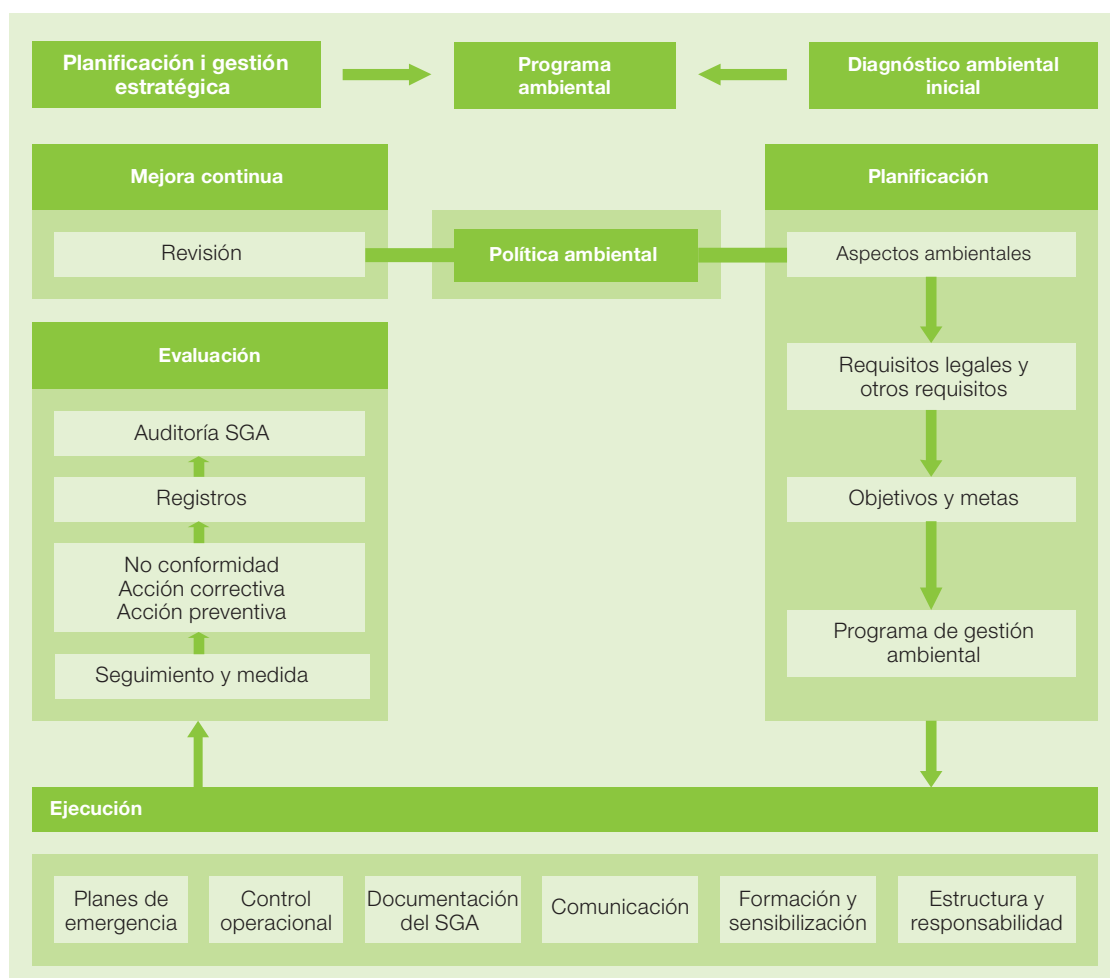 Planificación i gestión
estratégica
Programa
ambiental
Diagnóstico ambiental
inicial
Mejora continua
Revisión
Política ambiental
Planificación
Aspectos ambientales
Requisitos legales y
otros requisitos
Objetivos y metas
Programa de gestión
ambiental
Evaluación
Auditoría SGA
Registros
No conformidad
Acción correctiva
Acción preventiva
Seguimiento y medida
Ejecución
Planes de
emergencia
Control
operacional
Documentación
del SGA
Comunicación
Formación y
sensibilización
Estructura y
responsabilidad